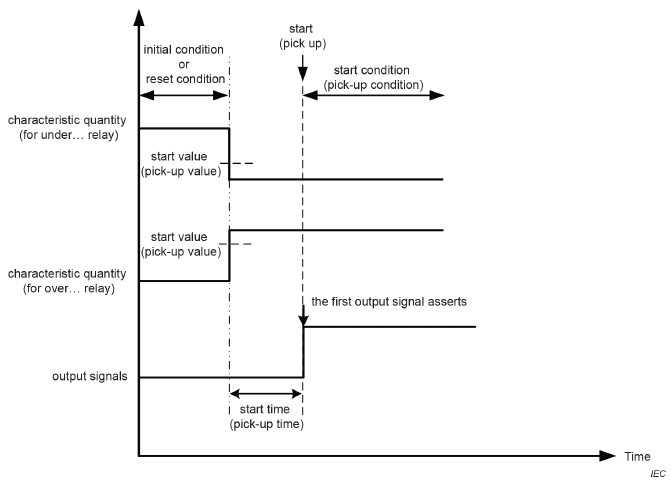 start
(pick up)
initial condition
or
reset condition
start condition
(pick-up condition)
characteristic quantity
(for under… relay)
start value
(pick-up value)
start value
(pick-up value)
characteristic quantity
(for over… relay)
the first output signal asserts
output signals
start time
(pick-up time)
Time
IEC